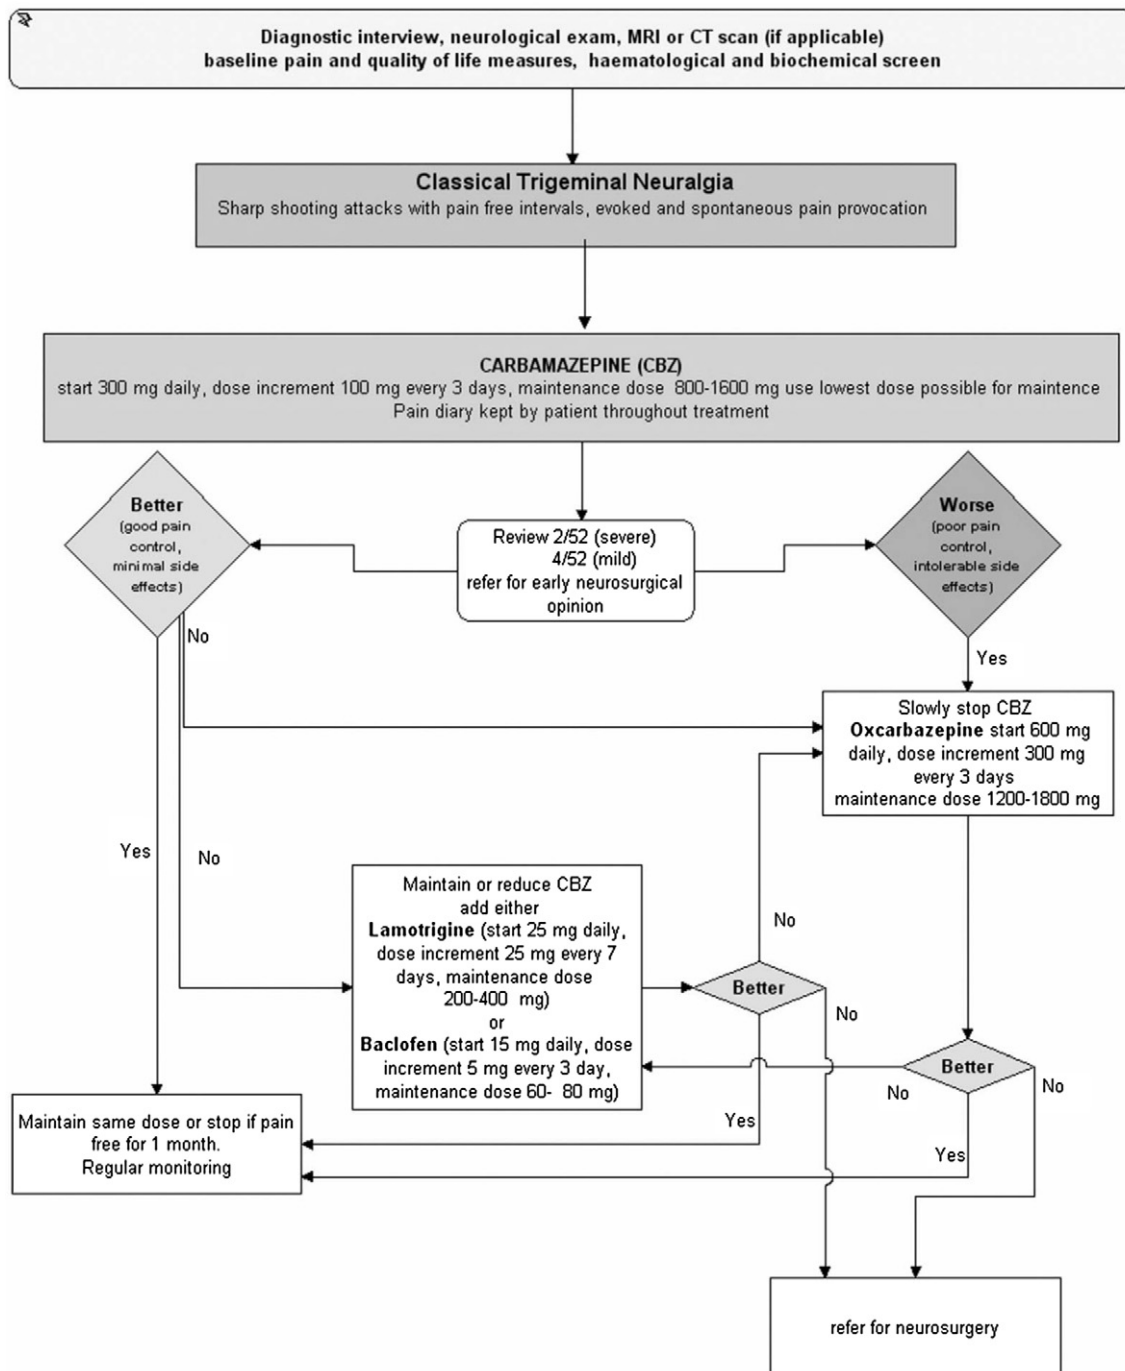 Diagnostic interview, neurological exam, MRI or CT scan (if applicable)
baseline pain and quality of life measures, haematological and biochemical screen
Classical Trigeminal Neuralgia
Sharp shooting attacks with pain free intervals, evoked and spontaneous pain provocation
CARBAMAZEPINE (CBZ)
start 300 mg daily, dose increment 100 mg every 3 days, maintenance dose 800-1600 mg use lowest dose possible for maintence
Pain diary kept by patient throughout treatment
Better
(good pain
control,
minimal side
effects)
Review 2/52 (severe)
4/52 (mild)
refer for early neurosurgical
opinion
Worse
(poor pain
control,
intolerable side
effects)
No
Yes
Slowly stop CBZ
Oxcarbazepine start 600 mg
daily, dose increment 300 mg
every 3 days
maintenance dose 1200-1800 mg
Yes
No
Maintain or reduce CBZ
add either
Lamotrigine (start 25 mg daily,
dose increment 25 mg every 7
days, maintenance dose
200-400 mg)
or
Baclofen (start 15 mg daily, dose
increment 5 mg every 3 day,
maintenance dose 60- 80 mg)
No
Better
No
Better
No
No
Yes
Yes
Maintain same dose or stop if pain
free for 1 month.
Regular monitoring
refer for neurosurgery